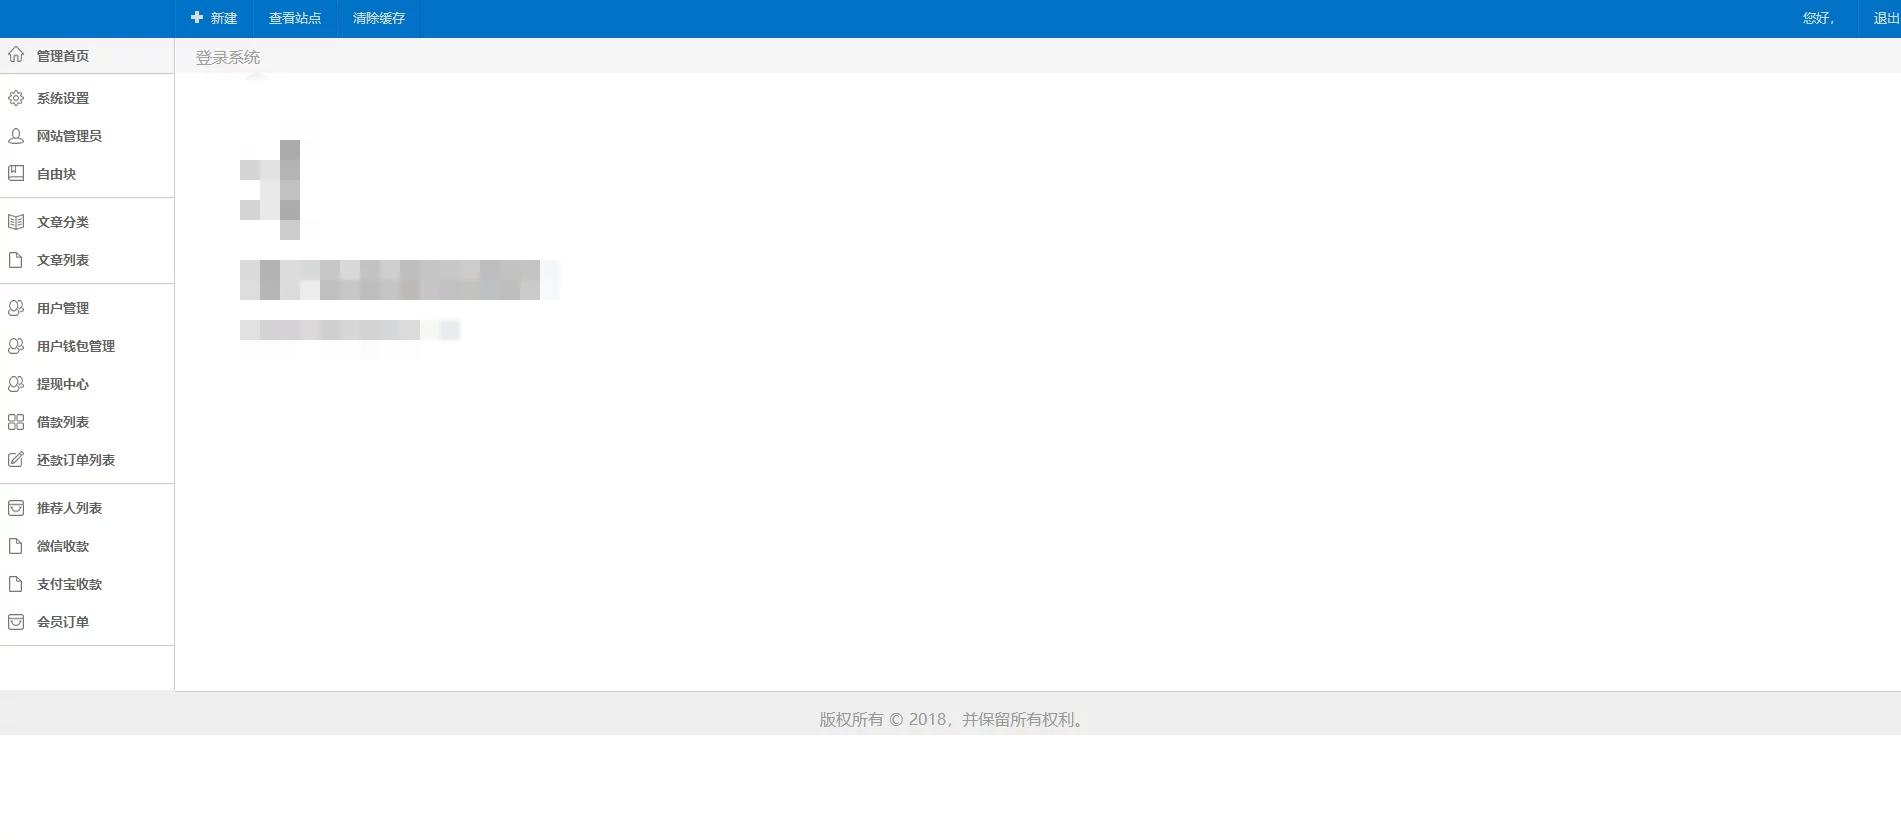 新建 查看站点 清除缓存 您好， 退出
管理首页
登录系统
系统设置
网站管理员
自由块
文章分类
文章列表
用户管理
用户钱包管理
提现中心
借款列表
还款订单列表
推荐人列表
微信收款
支付宝收款
会员订单
版权所有 © 2018，并保留所有权利。